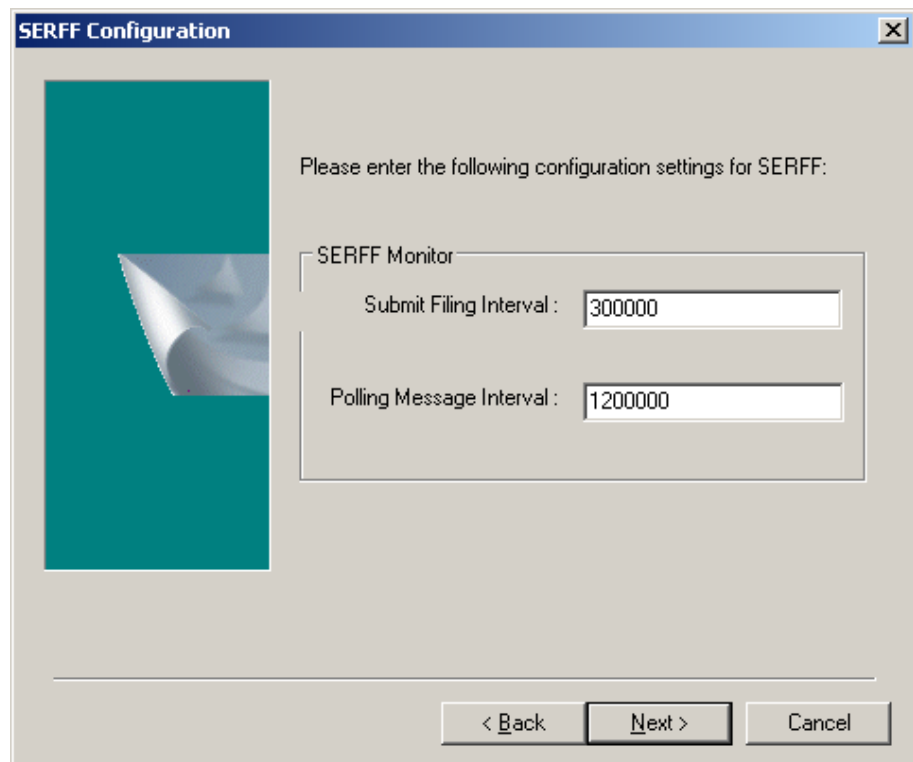 SERFF Configuration
Please enter the following configuration settings for SERFF:
SERFF Monitor
Submit Filing Interval : 300000
Polling Message Interval : 1200000
< Back Next > Cancel